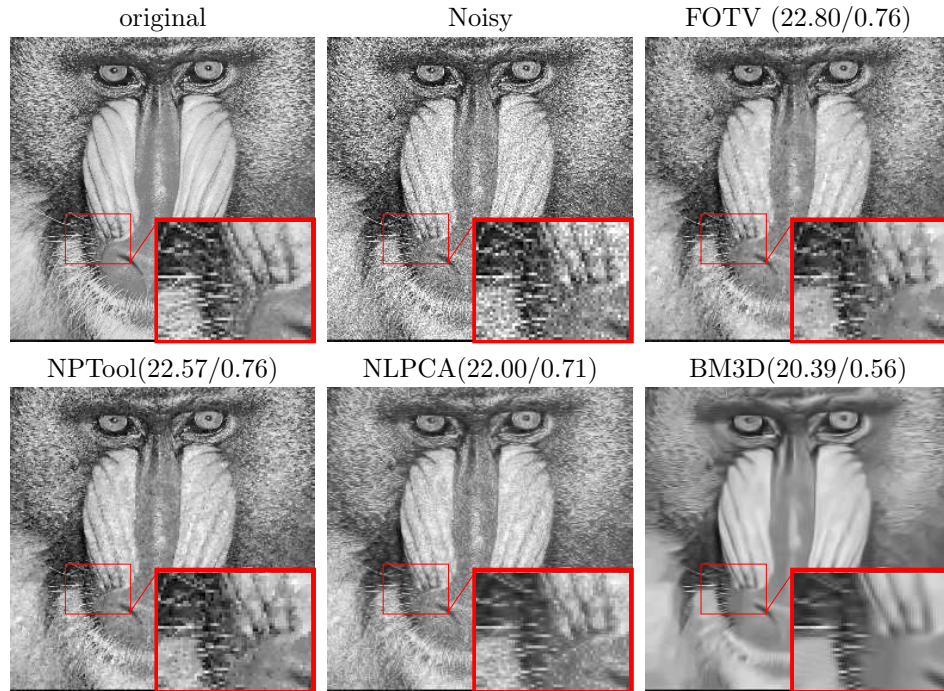 original
Noisy
FOTV (22.80/0.76)
NPTool(22.57/0.76)
NLPCA(22.00/0.71)
BM3D(20.39/0.56)